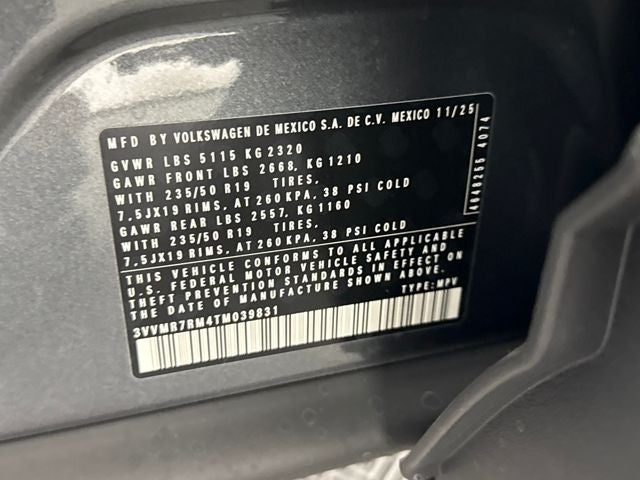 MFD BY VOLKSWAGEN DE MEXICO S.A. DE C.V. MEXICO 11/25
GVWR LBS 5115 KG 2320
GAWR FRONT LBS 2668, KG 1210
WITH 235/50 R19 TIRES,
7.5JX19 RIMS, AT 260 KPA, 38 PSI COLD
GAWR REAR LBS 2557, KG 1160
WITH 235/50 R19 TIRES,
7.5JX19 RIMS, AT 260 KPA, 38 PSI COLD
THIS VEHICLE CONFORMS TO ALL APPLICABLE
U.S. FEDERAL MOTOR VEHICLE SAFETY AND
THEFT PREVENTION STANDARDS IN EFFECT ON
THE DATE OF MANUFACTURE SHOWN ABOVE.
TYPE: MPV
3VVMR7RM4TM039831
4074